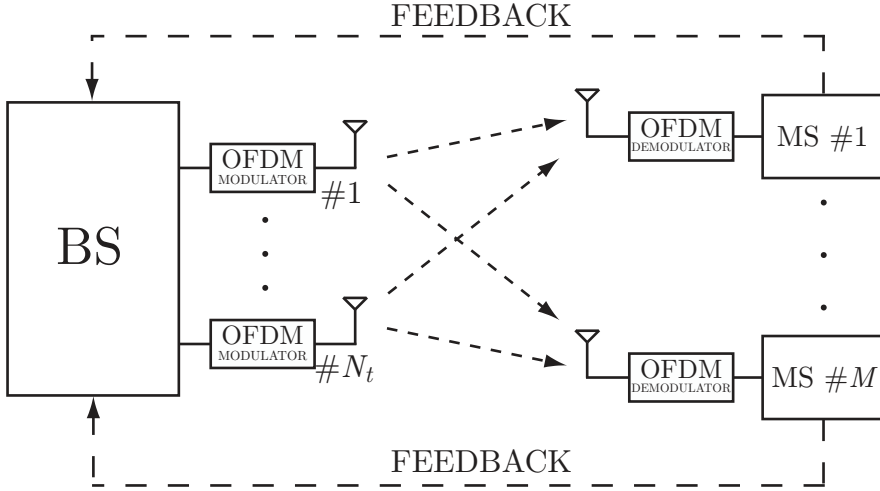 FEEDBACK
BS
OFDM
MODULATOR
#1
OFDM
DEMODULATOR
MS #1
OFDM
MODULATOR
#N_t
OFDM
DEMODULATOR
MS #M
FEEDBACK